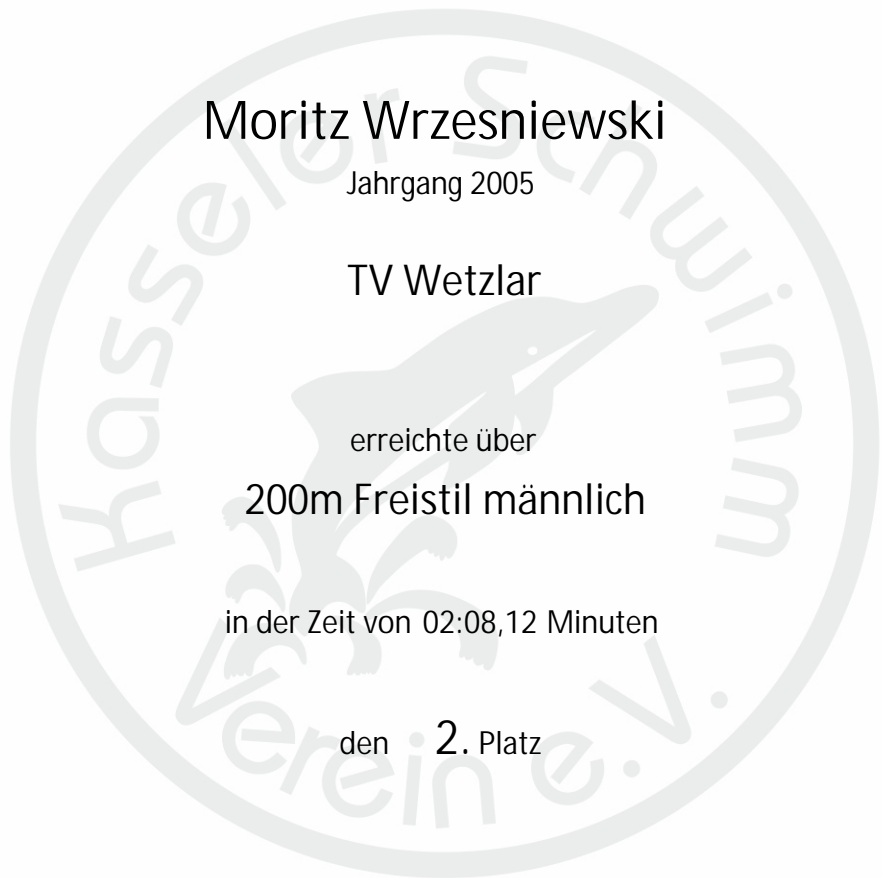 Kasseler Schwimm
Verein e.V.
Moritz Wrzesniewski
Jahrgang 2005
TV Wetzlar
erreichte über
200m Freistil männlich
in der Zeit von 02:08,12 Minuten
den 2. Platz